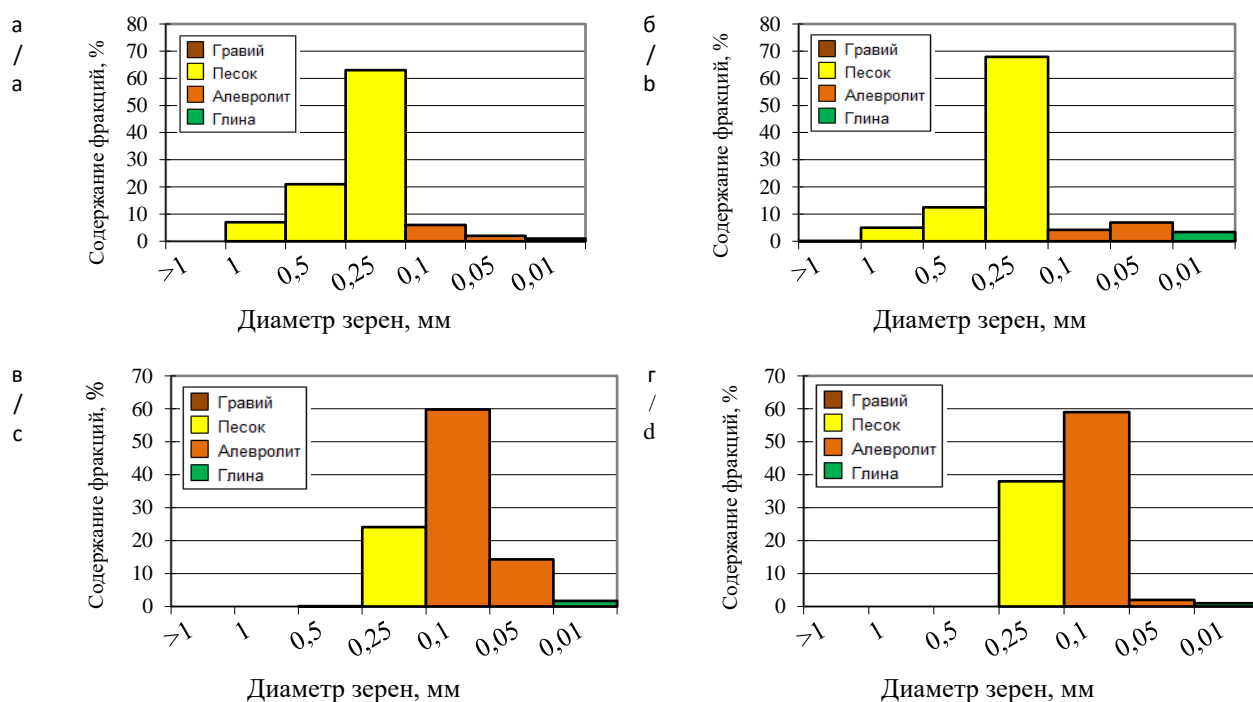 а
/
a
Содержание фракций, %
80
70
60
50
40
30
20
10
0
Гравий
Песок
Алевролит
Глина
>1
1
0,5
0,25
0,1
0,05
0,01
Диаметр зерен, мм
б
/
b
Содержание фракций, %
80
70
60
50
40
30
20
10
0
Гравий
Песок
Алевролит
Глина
>1
1
0,5
0,25
0,1
0,05
0,01
Диаметр зерен, мм
в
/
c
Содержание фракций, %
70
60
50
40
30
20
10
0
Гравий
Песок
Алевролит
Глина
>1
1
0,5
0,25
0,1
0,05
0,01
Диаметр зерен, мм
г
/
d
Содержание фракций, %
70
60
50
40
30
20
10
0
Гравий
Песок
Алевролит
Глина
>1
1
0,5
0,25
0,1
0,05
0,01
Диаметр зерен, мм